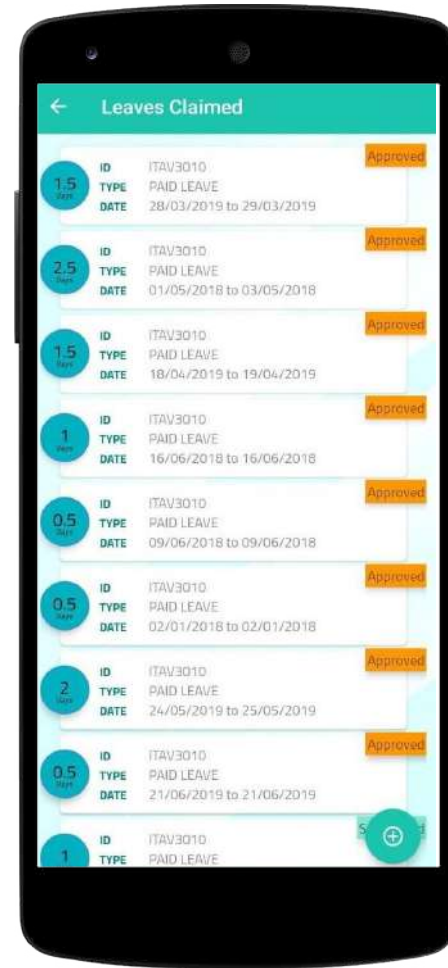 Leaves Claimed
Approved
1.5
Days
ID ITAV3010
TYPE PAID LEAVE
DATE 28/03/2019 to 29/03/2019
Approved
2.5
Days
ID ITAV3010
TYPE PAID LEAVE
DATE 01/05/2018 to 03/05/2018
Approved
1.5
Days
ID ITAV3010
TYPE PAID LEAVE
DATE 18/04/2019 to 19/04/2019
Approved
1
Days
ID ITAV3010
TYPE PAID LEAVE
DATE 16/06/2018 to 16/06/2018
Approved
0.5
Days
ID ITAV3010
TYPE PAID LEAVE
DATE 09/06/2018 to 09/06/2018
Approved
0.5
Days
ID ITAV3010
TYPE PAID LEAVE
DATE 02/01/2018 to 02/01/2018
Approved
2
Days
ID ITAV3010
TYPE PAID LEAVE
DATE 24/05/2019 to 25/05/2019
Approved
0.5
Days
ID ITAV3010
TYPE PAID LEAVE
DATE 21/06/2019 to 21/06/2019
1
ID ITAV3010
TYPE PAID LEAVE